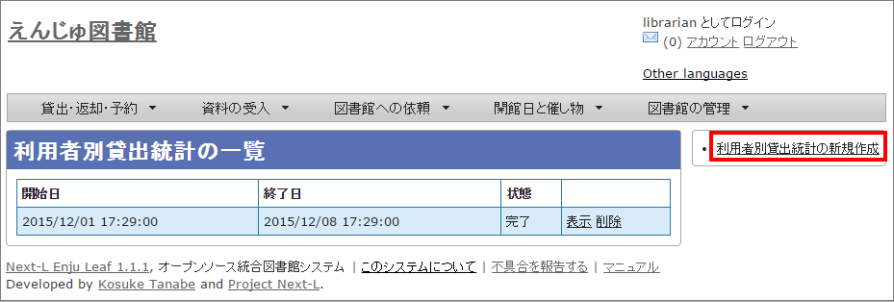 えんじゅ図書館
librarian としてログイン
(0) アカウント ログアウト
Other languages
貸出・返却・予約 ▼ 資料の受入 ▼ 図書館への依頼 ▼ 開館日と催し物 ▼ 図書館の管理 ▼
利用者別貸出統計の一覧
• 利用者別貸出統計の新規作成
開始日 終了日 状態
2015/12/01 17:29:00 2015/12/08 17:29:00 完了 表示 削除
Next-L Enju Leaf 1.1.1, オープンソース統合図書館システム | このシステムについて | 不具合を報告する | マニュアル
Developed by Kosuke Tanabe and Project Next-L.